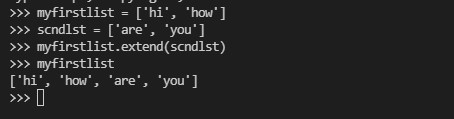 >>> myfirstlist = ['hi', 'how']
>>> scndlst = ['are', 'you']
>>> myfirstlist.extend(scndlst)
>>> myfirstlist
['hi', 'how', 'are', 'you']
>>>